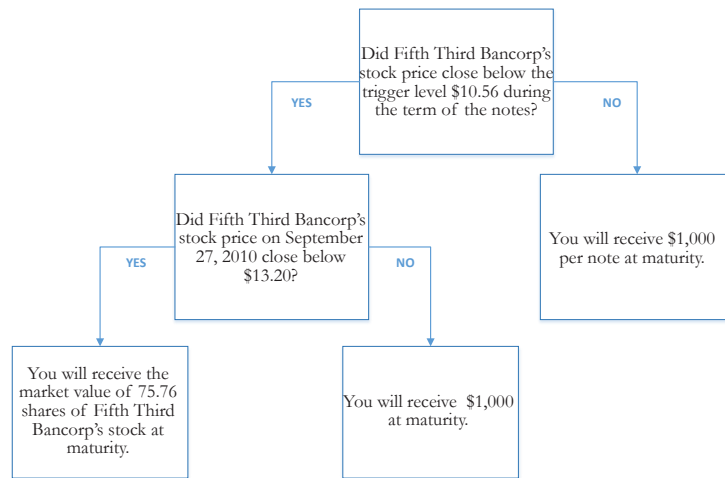 Did Fifth Third Bancorp's
stock price close below the
trigger level $10.56 during
the term of the notes?
YES
NO
Did Fifth Third Bancorp's
stock price on September
27, 2010 close below
$13.20?
You will receive $1,000
per note at maturity.
YES
NO
You will receive the
market value of 75.76
shares of Fifth Third
Bancorp's stock at
maturity.
You will receive $1,000
at maturity.